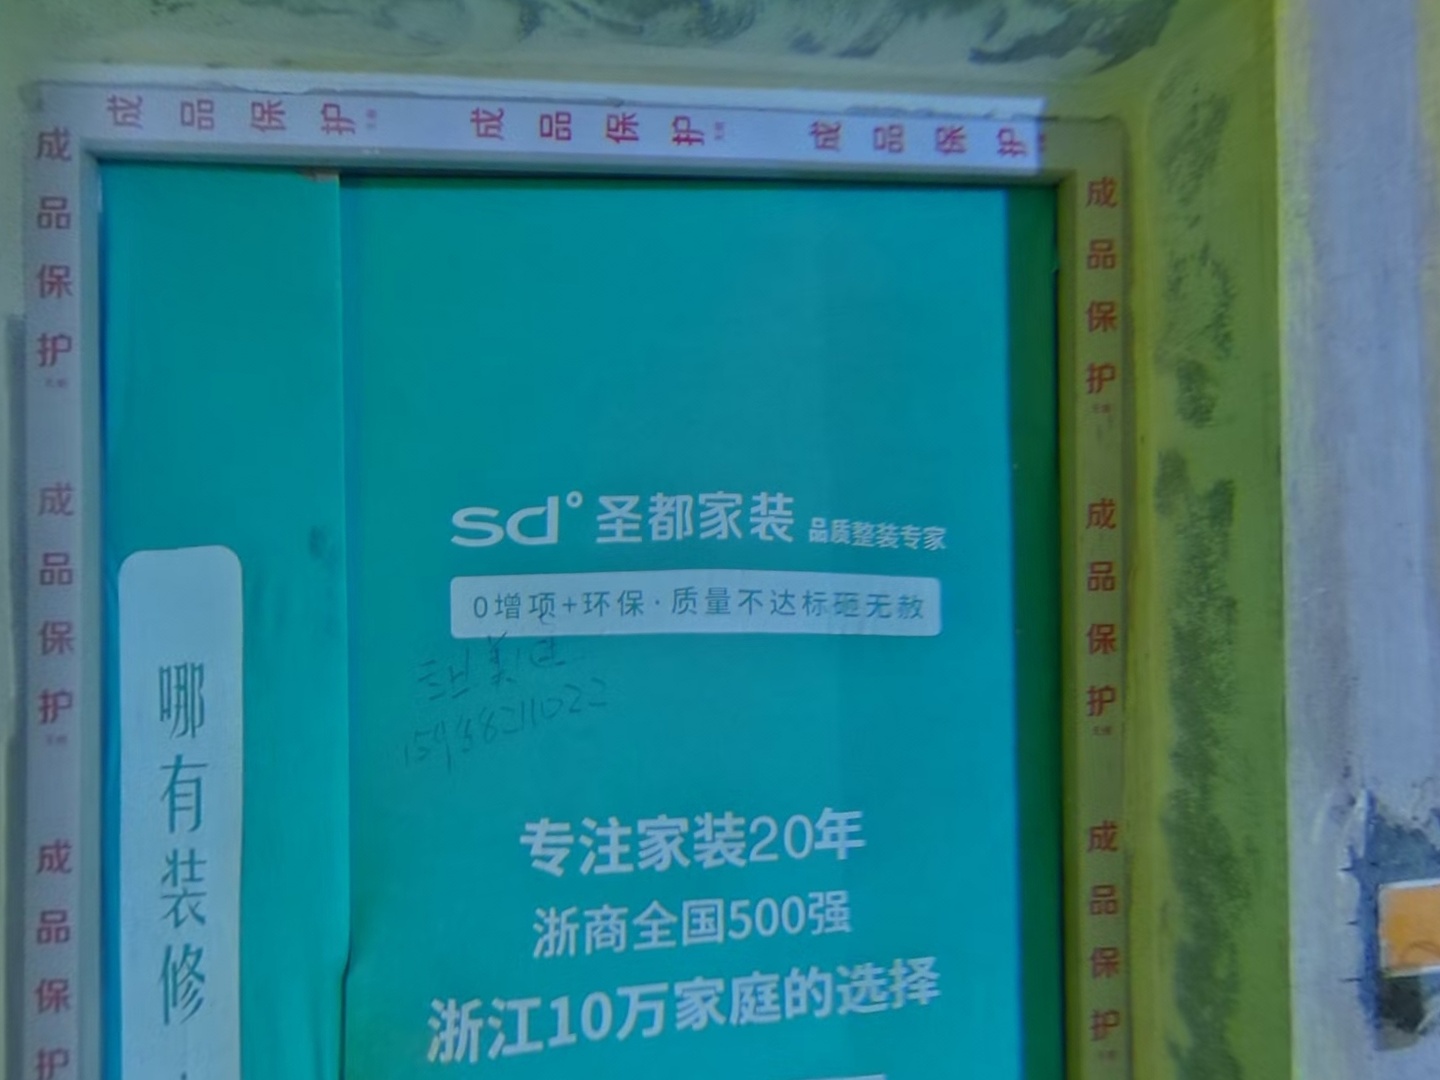 成品保护 成品保护 成品保护
成品保护 成品保护 成品保护
sd°圣都家装 品质整装专家
0增项+环保·质量不达标砸无赦
专注家装20年
浙商全国500强
浙江10万家庭的选择
哪有装修
成品保护 成品保护 成品保护